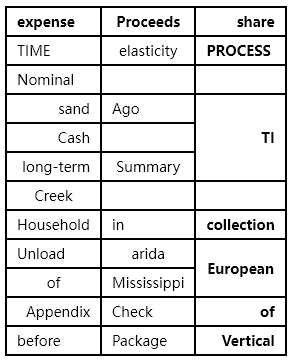 expense Proceeds share
TIME elasticity PROCESS
Nominal
sand Ago
Cash TI
long-term Summary
Creek
Household in collection
Unload arida
of Mississippi European
Appendix Check of
before Package Vertical